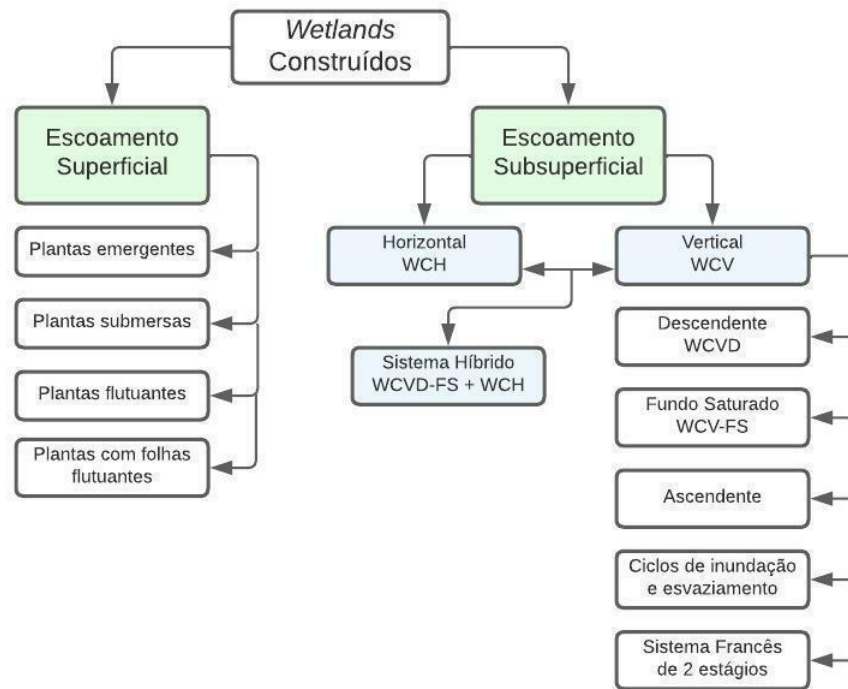 Wetlands
Construídos
Escoamento
Superficial
Plantas emergentes
Plantas submersas
Plantas flutuantes
Plantas com folhas
flutuantes
Escoamento
Subsuperficial
Horizontal
WCH
Vertical
WCV
Sistema Híbrido
WCVD-FS + WCH
Descendente
WCVD
Fundo Saturado
WCV-FS
Ascendente
Ciclos de inundação
e esvaziamento
Sistema Francês
de 2 estágios